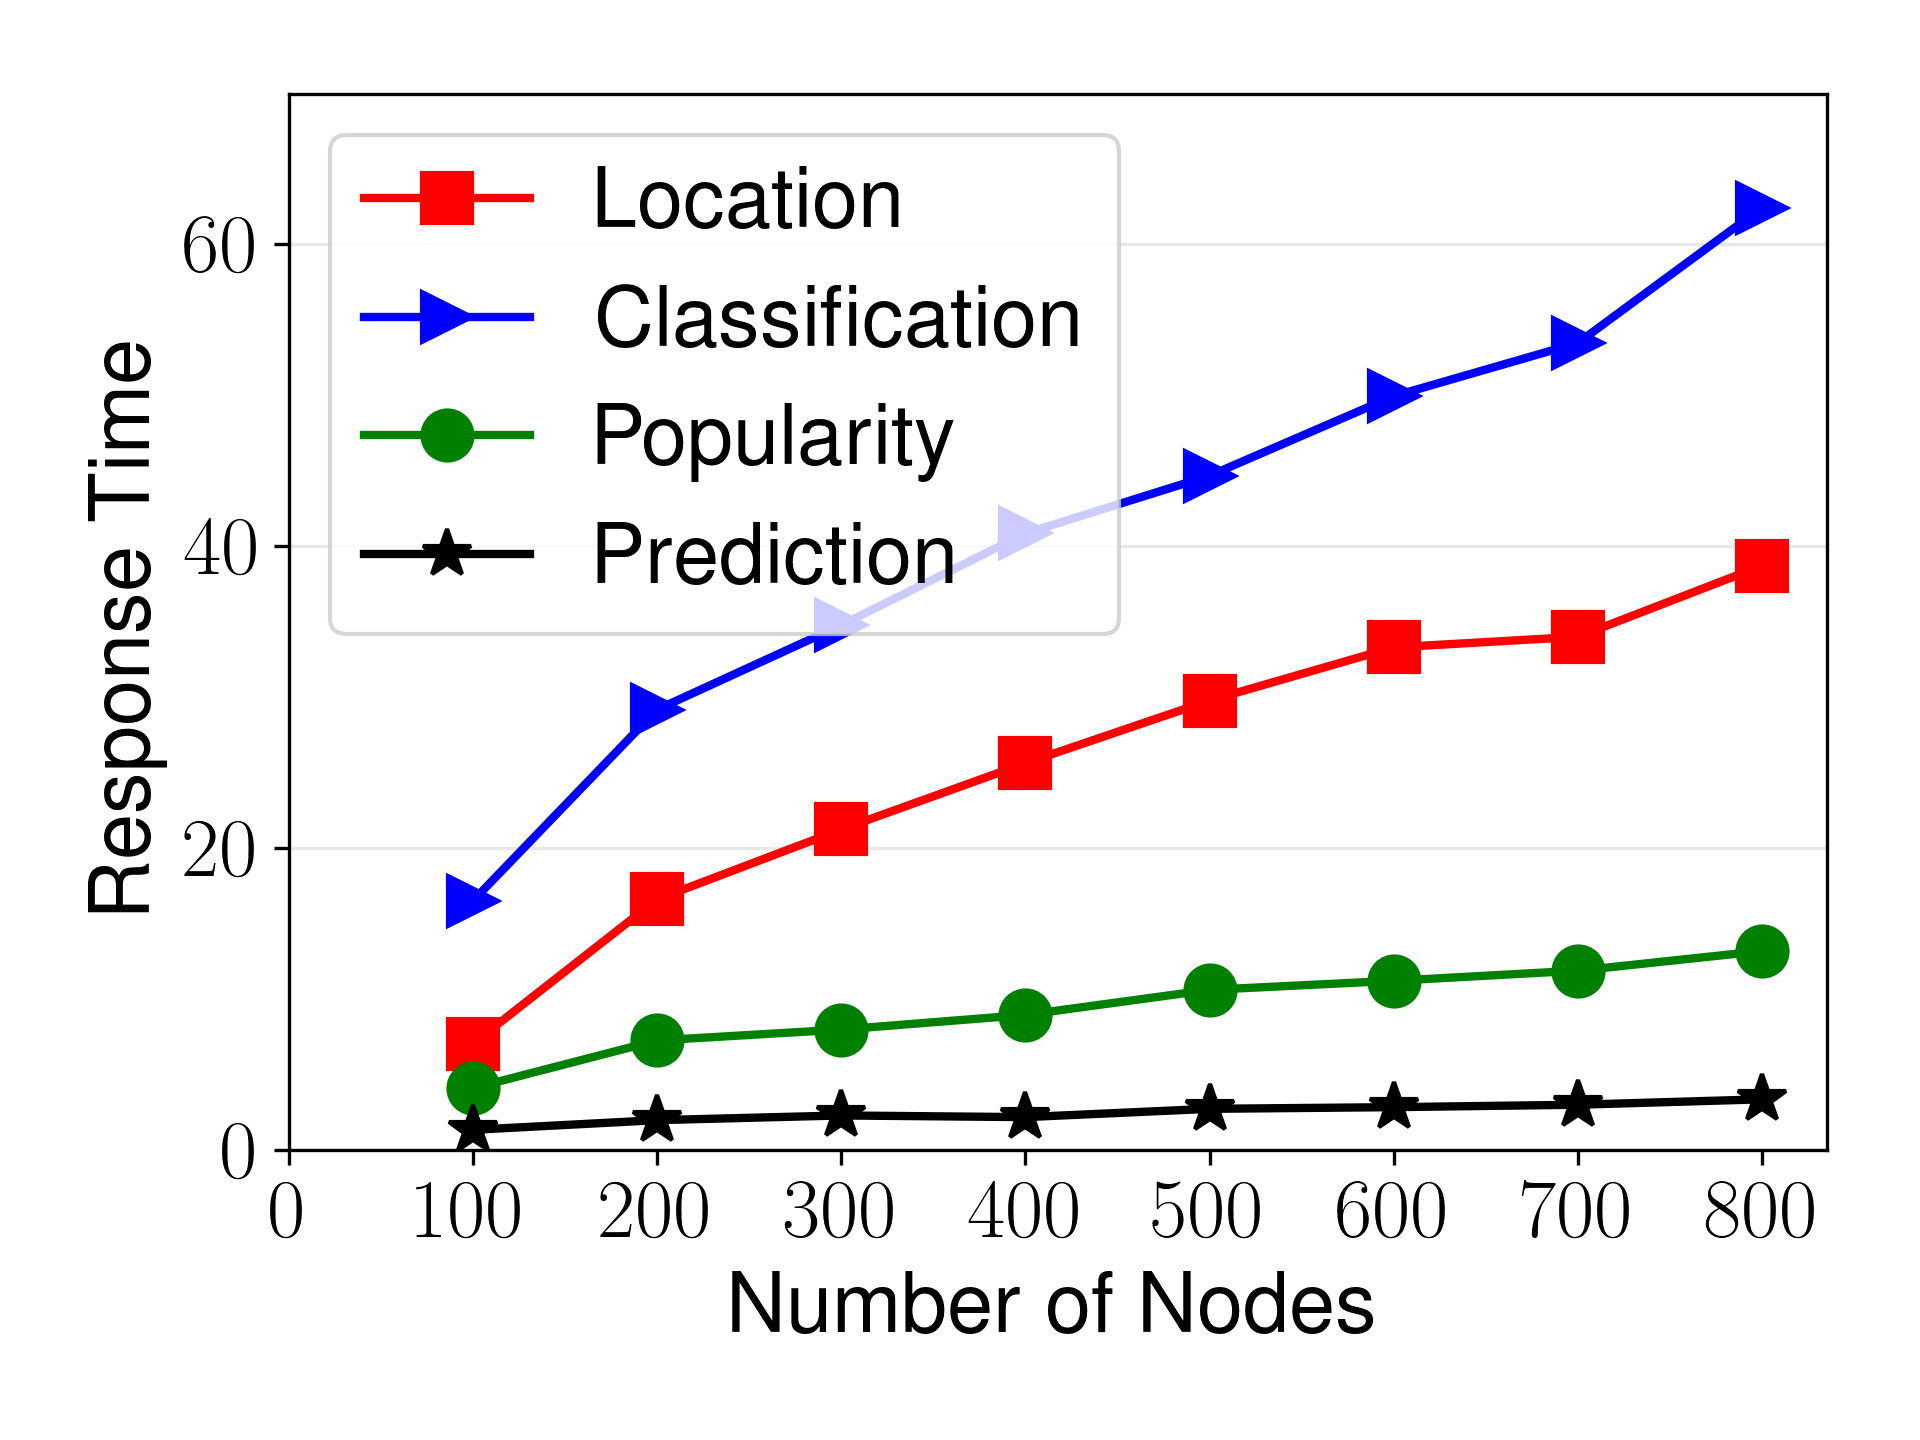 Location
Classification
Popularity
Prediction
Response Time
60
40
20
0
0 100 200 300 400 500 600 700 800
Number of Nodes